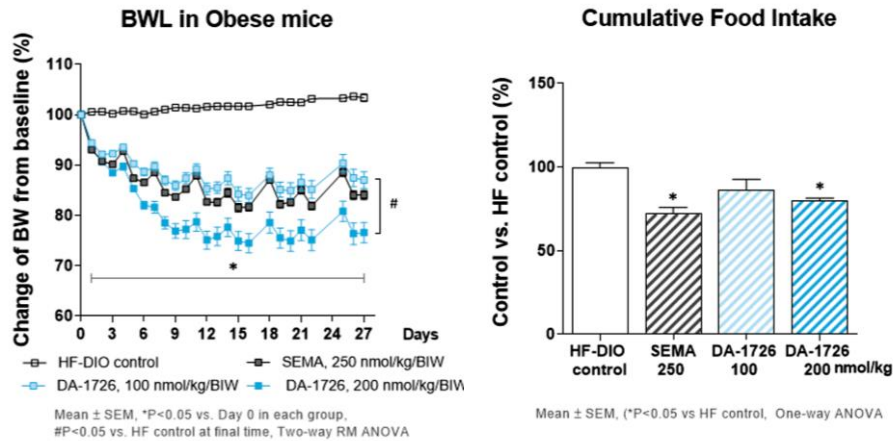 BWL in Obese mice
Change of BW from baseline (%)
110
100
90
80
70
60
*
#
0 3 6 9 12 15 18 21 24 27 Days
HF-DIO control
SEMA, 250 nmol/kg/BIW
DA-1726, 100 nmol/kg/BIW
DA-1726, 200 nmol/kg/BIW
Mean ± SEM, *P<0.05 vs. Day 0 in each group,
#P<0.05 vs. HF control at final time, Two-way RM ANOVA
Cumulative Food Intake
Control vs. HF control (%)
150
100
50
0
*
*
HF-DIO control
SEMA 250
DA-1726 100
DA-1726 200 nmol/kg
Mean ± SEM, (*P<0.05 vs HF control, One-way ANOVA